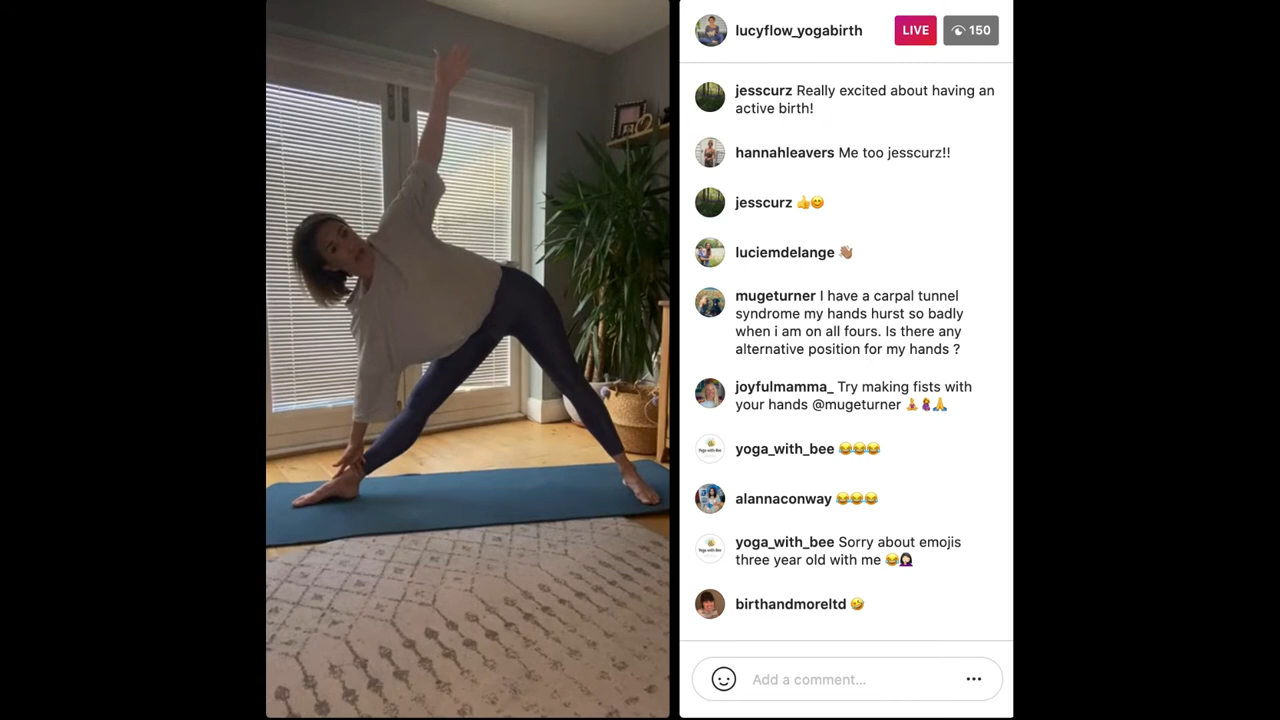 lucyflow_yogabirth LIVE 150
jesscurz Really excited about having an
active birth!
hannahleavers Me too jesscurz!!
jesscurz 👍😊
luciemdelange 👋🏽
mugeturner I have a carpal tunnel
syndrome my hands hurst so badly
when i am on all fours. Is there any
alternative position for my hands ?
joyfulmamma_ Try making fists with
your hands @mugeturner 🧘🏼‍♀️🤰🙏
yoga_with_bee 😂😂😂
alannaconway 😂😂😂
yoga_with_bee Sorry about emojis
three year old with me 😂🤦🏻‍♀️
birthandmoreltd 🤣
Add a comment...